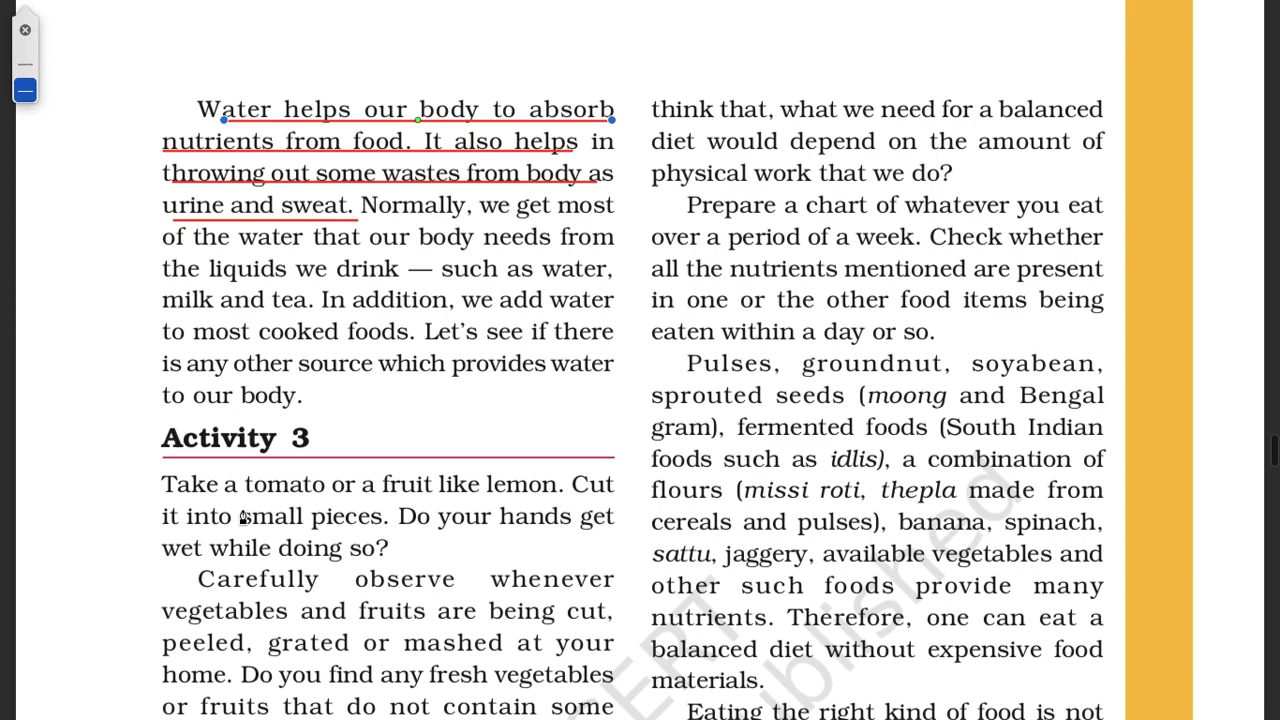 Water helps our body to absorb
nutrients from food. It also helps in
throwing out some wastes from body as
urine and sweat. Normally, we get most
of the water that our body needs from
the liquids we drink — such as water,
milk and tea. In addition, we add water
to most cooked foods. Let's see if there
is any other source which provides water
to our body.
Activity 3
Take a tomato or a fruit like lemon. Cut
it into small pieces. Do your hands get
wet while doing so?
Carefully observe whenever
vegetables and fruits are being cut,
peeled, grated or mashed at your
home. Do you find any fresh vegetables
or fruits that do not contain some
think that, what we need for a balanced
diet would depend on the amount of
physical work that we do?
Prepare a chart of whatever you eat
over a period of a week. Check whether
all the nutrients mentioned are present
in one or the other food items being
eaten within a day or so.
Pulses, groundnut, soyabean,
sprouted seeds (moong and Bengal
gram), fermented foods (South Indian
foods such as idlis), a combination of
flours (missi roti, thepla made from
cereals and pulses), banana, spinach,
sattu, jaggery, available vegetables and
other such foods provide many
nutrients. Therefore, one can eat a
balanced diet without expensive food
materials.
Eating the right kind of food is not